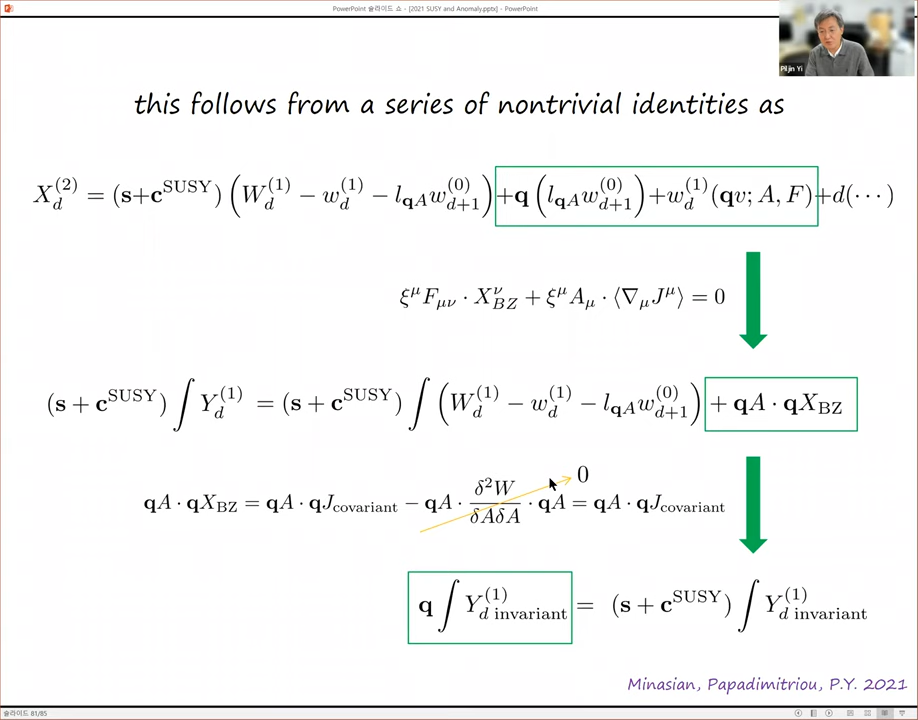 PowerPoint 슬라이드 쇼 - [2021 SUSY and Anomaly.pptx] - PowerPoint
Piljin Yi
this follows from a series of nontrivial identities as
X_d^{(2)} = (s+c^{SUSY}) (W_d^{(1)} − w_d^{(1)} − l_{qA}w_{d+1}^{(0)}) +q (l_{qA}w_{d+1}^{(0)}) +w_d^{(1)}(qv; A, F)+d(···)
ξ^μ F_{μν} · X_{BZ}^ν + ξ^μ A_μ · ⟨∇_μ J^μ⟩ = 0
(s + c^{SUSY}) ∫ Y_d^{(1)} = (s + c^{SUSY}) ∫ (W_d^{(1)} − w_d^{(1)} − l_{qA}w_{d+1}^{(0)}) + qA · qX_{BZ}
qA · qX_{BZ} = qA · qJ_{covariant} − qA · δ²W/δAδA · qA = qA · qJ_{covariant}
0
q ∫ Y_{d invariant}^{(1)} = (s + c^{SUSY}) ∫ Y_{d invariant}^{(1)}
Minasian, Papadimitriou, P.Y. 2021
슬라이드 81/85